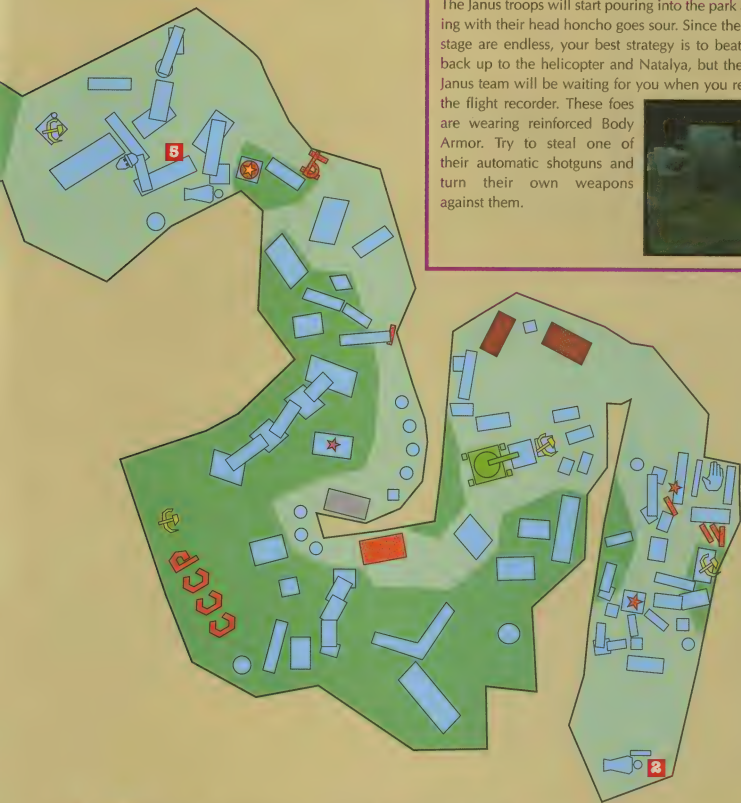 The Janus troops will start pouring into the park
ing with their head honcho goes sour. Since the
stage are endless, your best strategy is to beat
back up to the helicopter and Natalya, but the
Janus team will be waiting for you when you re
the flight recorder. These foes
are wearing reinforced Body
Armor. Try to steal one of
their automatic shotguns and
turn their own weapons
against them.
5
CCCP
2